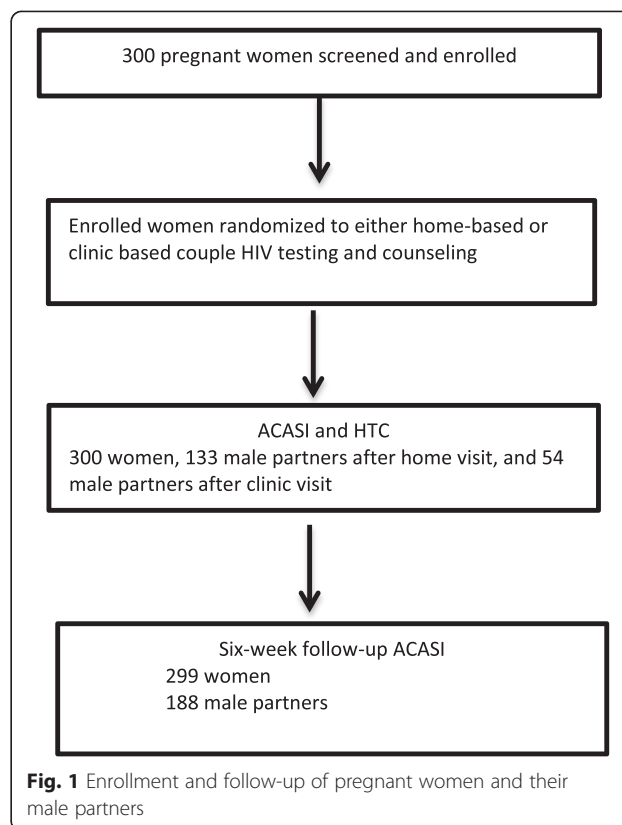 300 pregnant women screened and enrolled
Enrolled women randomized to either home-based or
clinic based couple HIV testing and counseling
ACASI and HTC
300 women, 133 male partners after home visit, and 54
male partners after clinic visit
Six-week follow-up ACASI
299 women
188 male partners
Fig. 1 Enrollment and follow-up of pregnant women and their
male partners